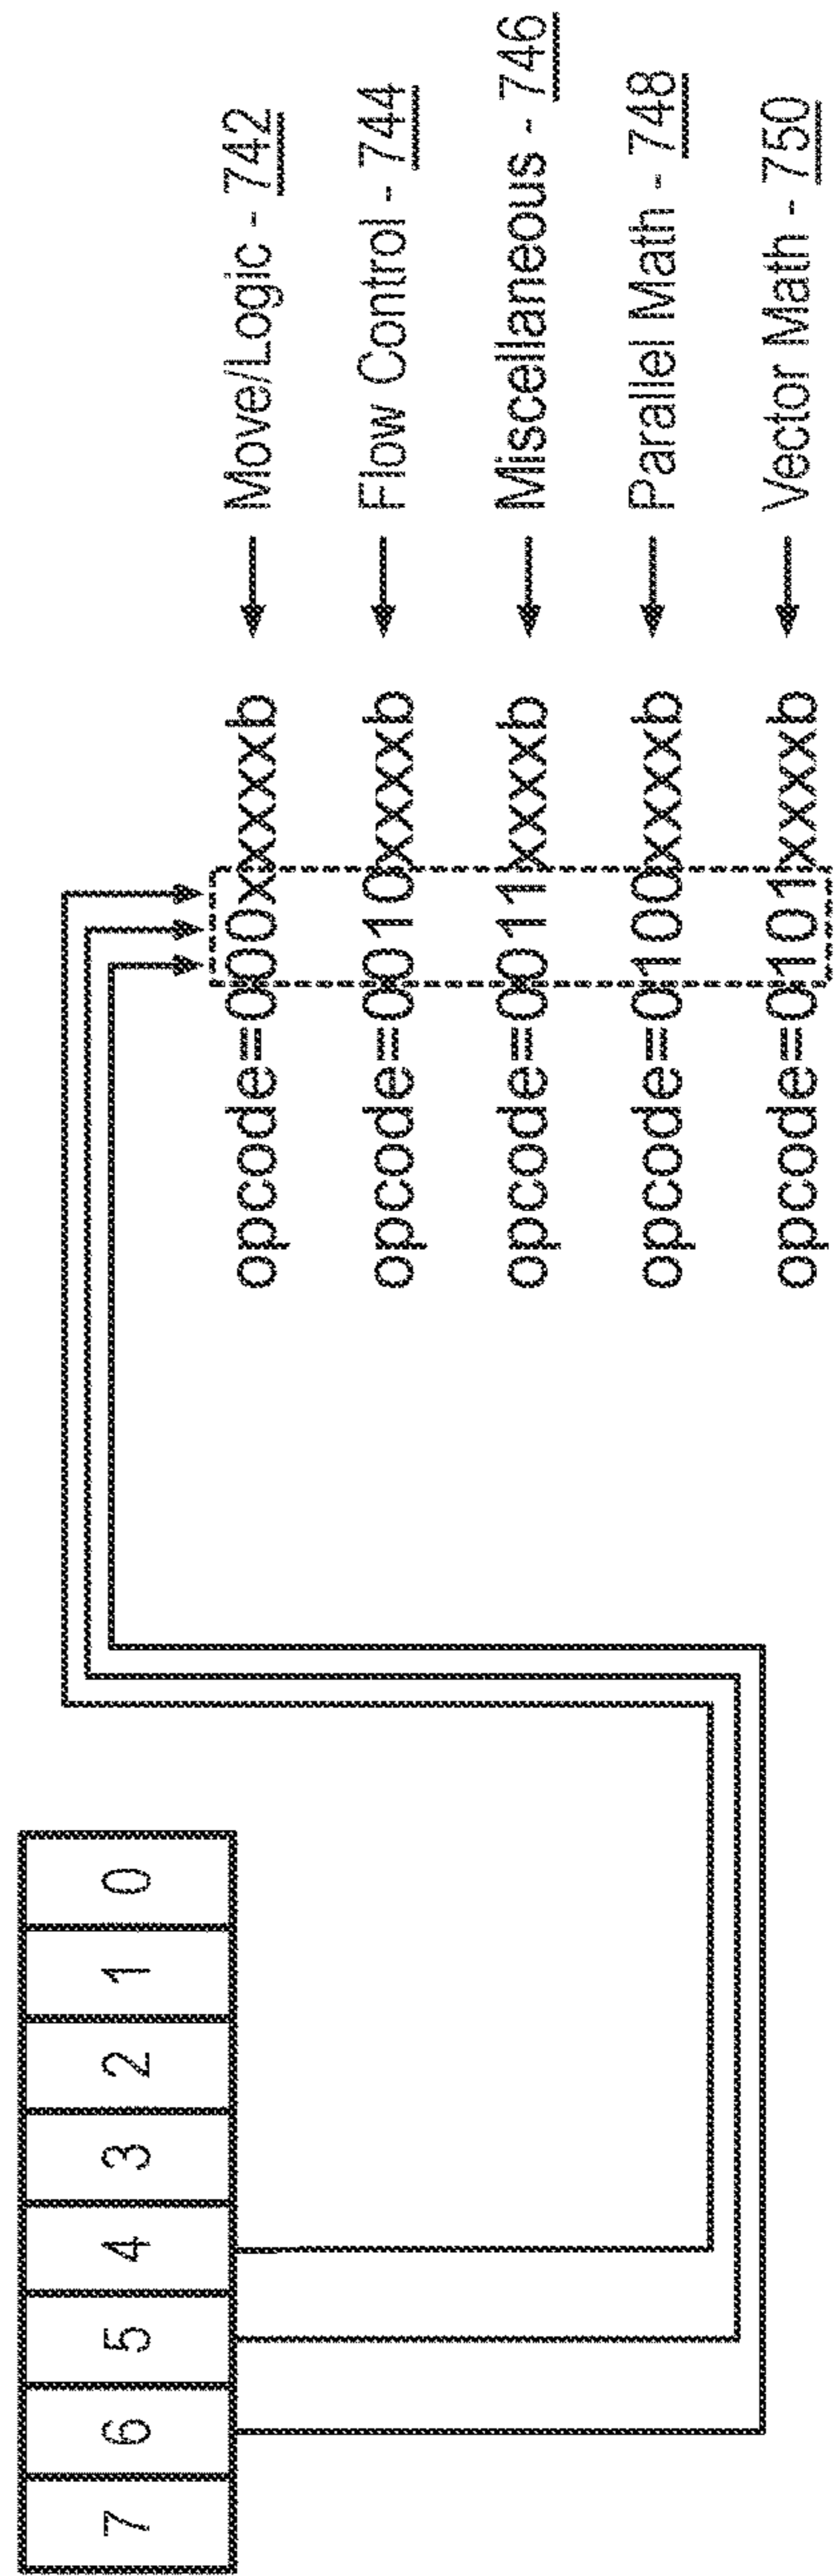 7 6 5 4 3 2 1 0
opcode=000xxxxxb ← Move/Logic - 742
opcode=0010xxxxb ← Flow Control - 744
opcode=0011xxxxb ← Miscellaneous - 746
opcode=0100xxxxb ← Parallel Math - 748
opcode=0101xxxxb ← Vector Math - 750